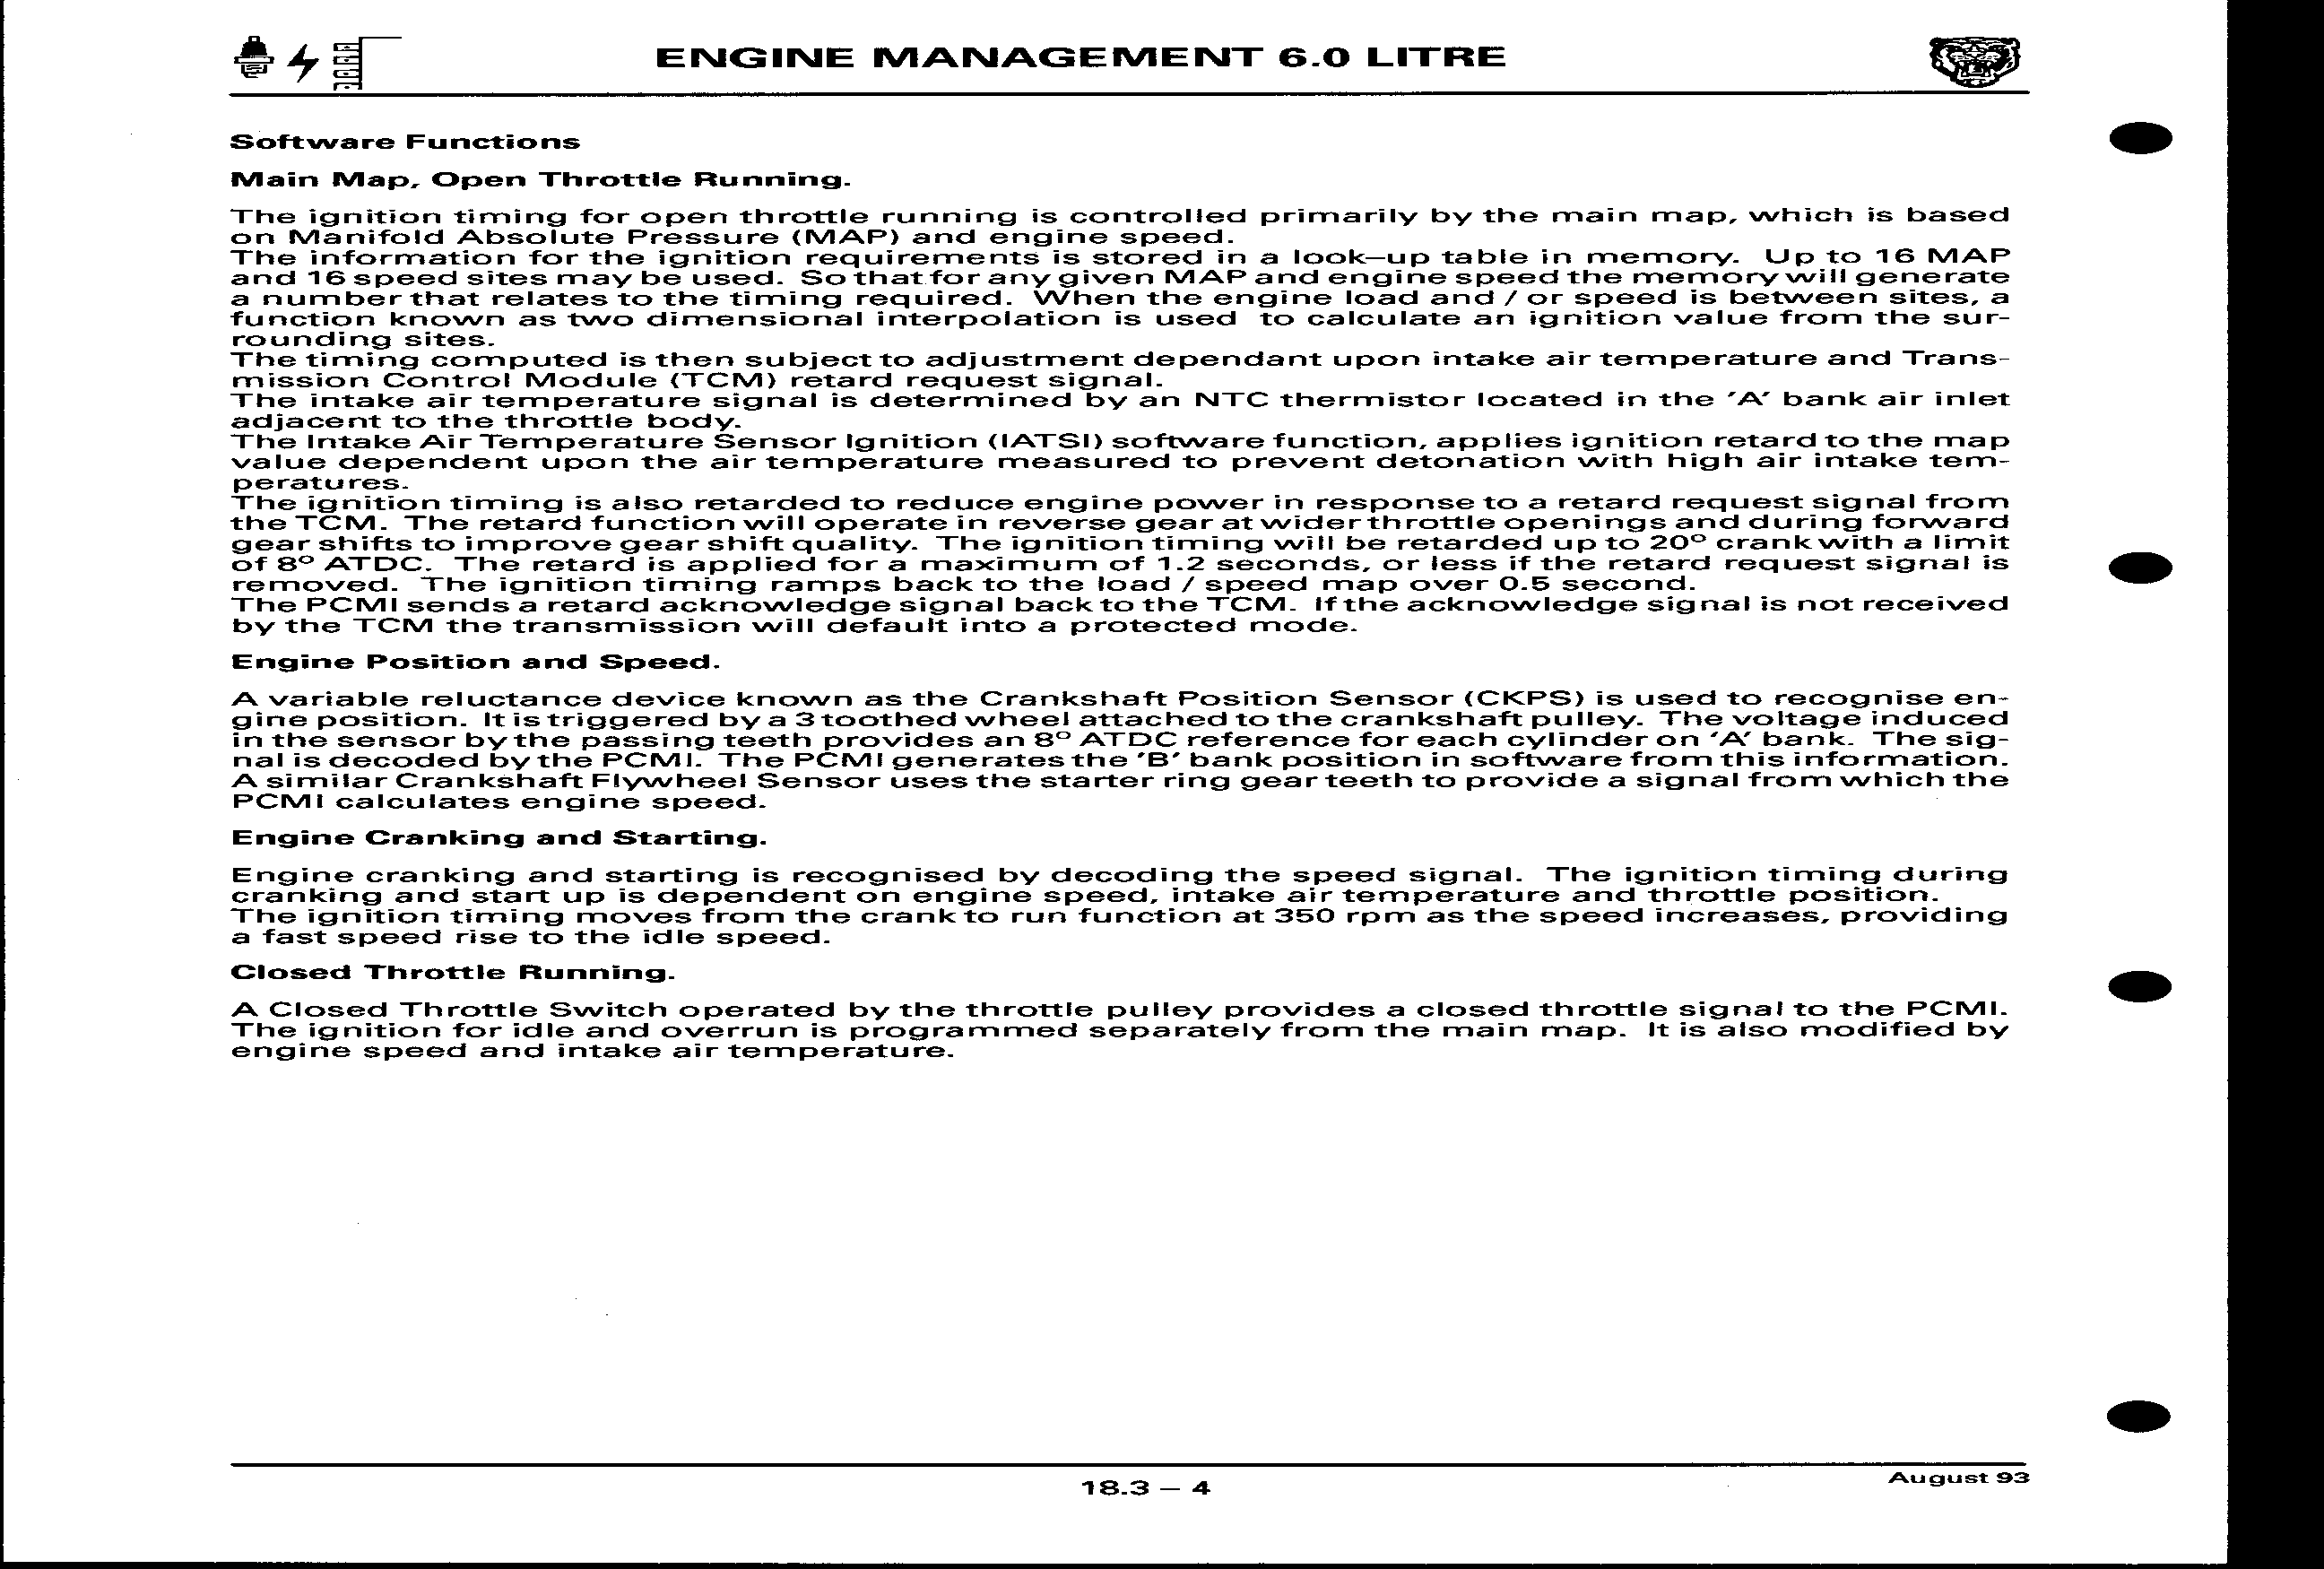 ENGINE MANAGEMENT 6.0 LITRE
Software Functions
Main Map, Open Throttle Running.
The ignition timing for open throttle running is controlled primarily by the main map, which is based
on Manifold Absolute Pressure (MAP) and engine speed.
The information for the ignition requirements is stored in a look–up table in memory. Up to 16 MAP
and 16 speed sites may be used. So that for any given MAP and engine speed the memory will generate
a number that relates to the timing required. When the engine load and / or speed is between sites, a
function known as two dimensional interpolation is used to calculate an ignition value from the sur-
rounding sites.
The timing computed is then subject to adjustment dependant upon intake air temperature and Trans-
mission Control Module (TCM) retard request signal.
The intake air temperature signal is determined by an NTC thermistor located in the 'A' bank air inlet
adjacent to the throttle body.
The Intake Air Temperature Sensor Ignition (IATSI) software function, applies ignition retard to the map
value dependent upon the air temperature measured to prevent detonation with high air intake tem-
peratures.
The ignition timing is also retarded to reduce engine power in response to a retard request signal from
the TCM. The retard function will operate in reverse gear at wider throttle openings and during forward
gear shifts to improve gear shift quality. The ignition timing will be retarded up to 20° crank with a limit
of 8° ATDC. The retard is applied for a maximum of 1.2 seconds, or less if the retard request signal is
removed. The ignition timing ramps back to the load / speed map over 0.5 second.
The PCMI sends a retard acknowledge signal back to the TCM. If the acknowledge signal is not received
by the TCM the transmission will default into a protected mode.
Engine Position and Speed.
A variable reluctance device known as the Crankshaft Position Sensor (CKPS) is used to recognise en-
gine position. It is triggered by a 3 toothed wheel attached to the crankshaft pulley. The voltage induced
in the sensor by the passing teeth provides an 8° ATDC reference for each cylinder on 'A' bank. The sig-
nal is decoded by the PCMI. The PCMI generates the 'B' bank position in software from this information.
A similar Crankshaft Flywheel Sensor uses the starter ring gear teeth to provide a signal from which the
PCMI calculates engine speed.
Engine Cranking and Starting.
Engine cranking and starting is recognised by decoding the speed signal. The ignition timing during
cranking and start up is dependent on engine speed, intake air temperature and throttle position.
The ignition timing moves from the crank to run function at 350 rpm as the speed increases, providing
a fast speed rise to the idle speed.
Closed Throttle Running.
A Closed Throttle Switch operated by the throttle pulley provides a closed throttle signal to the PCMI.
The ignition for idle and overrun is programmed separately from the main map. It is also modified by
engine speed and intake air temperature.
18.3 – 4
August 93